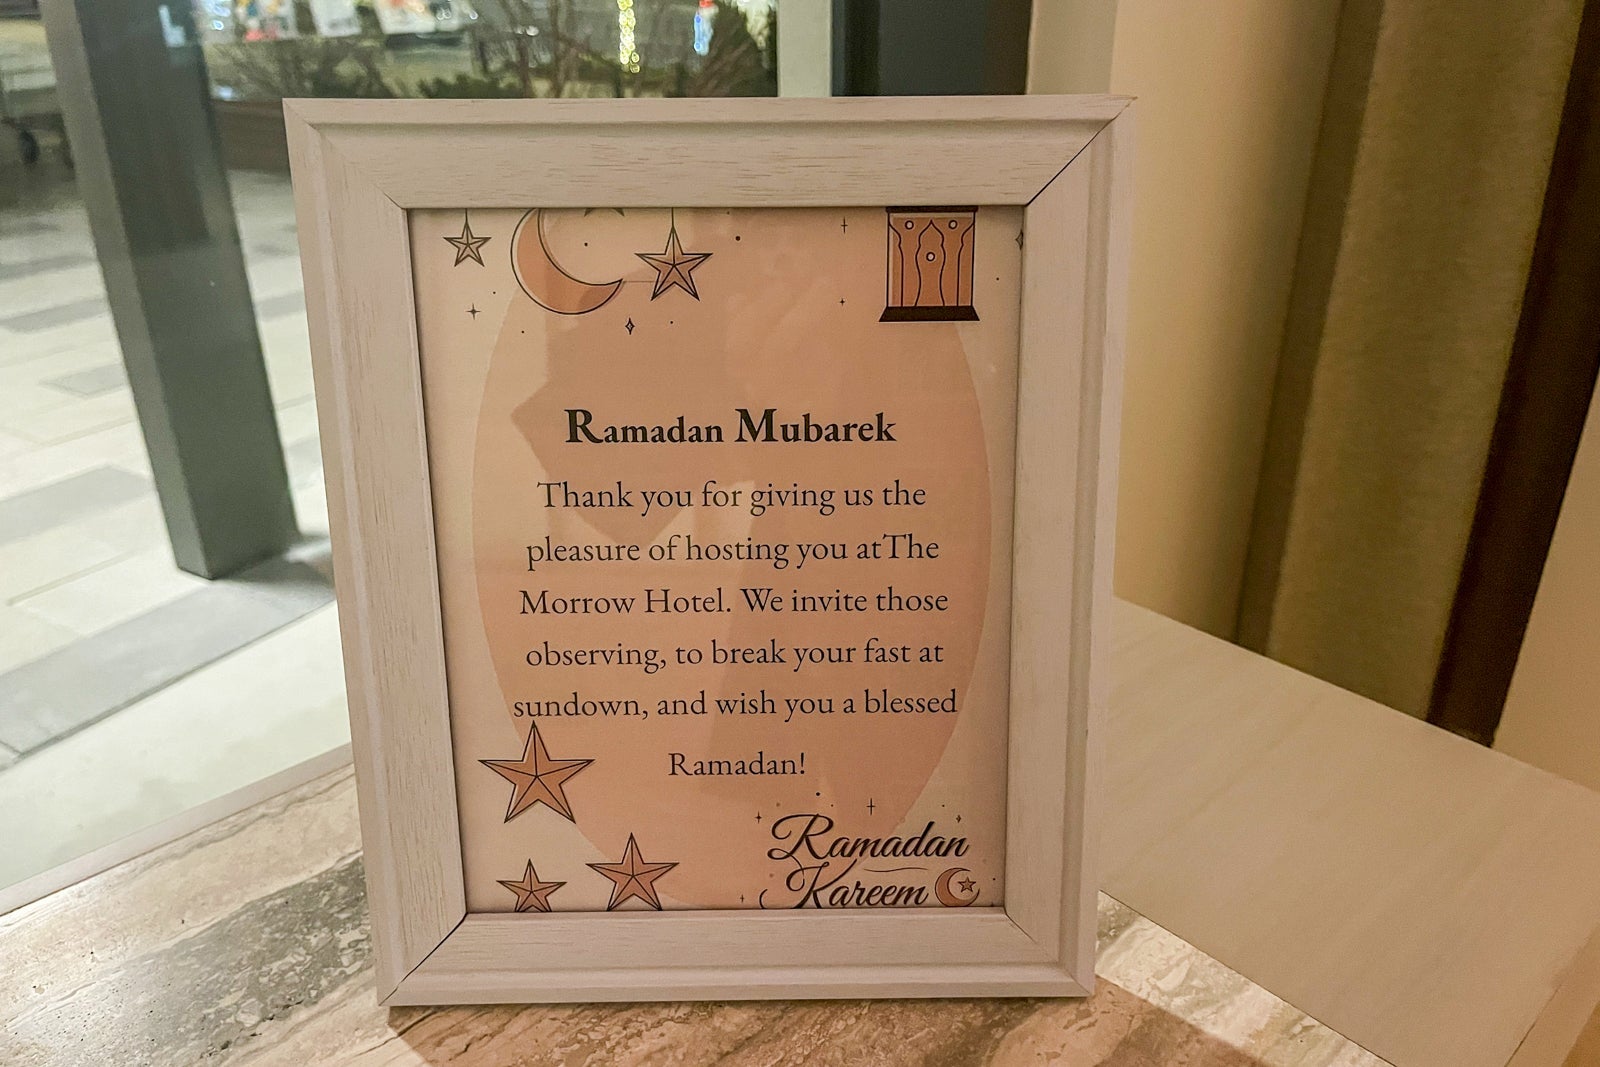 Ramadan Mubarek
Thank you for giving us the
pleasure of hosting you atThe
Morrow Hotel. We invite those
observing, to break your fast at
sundown, and wish you a blessed
Ramadan!
Ramadan
Kareem